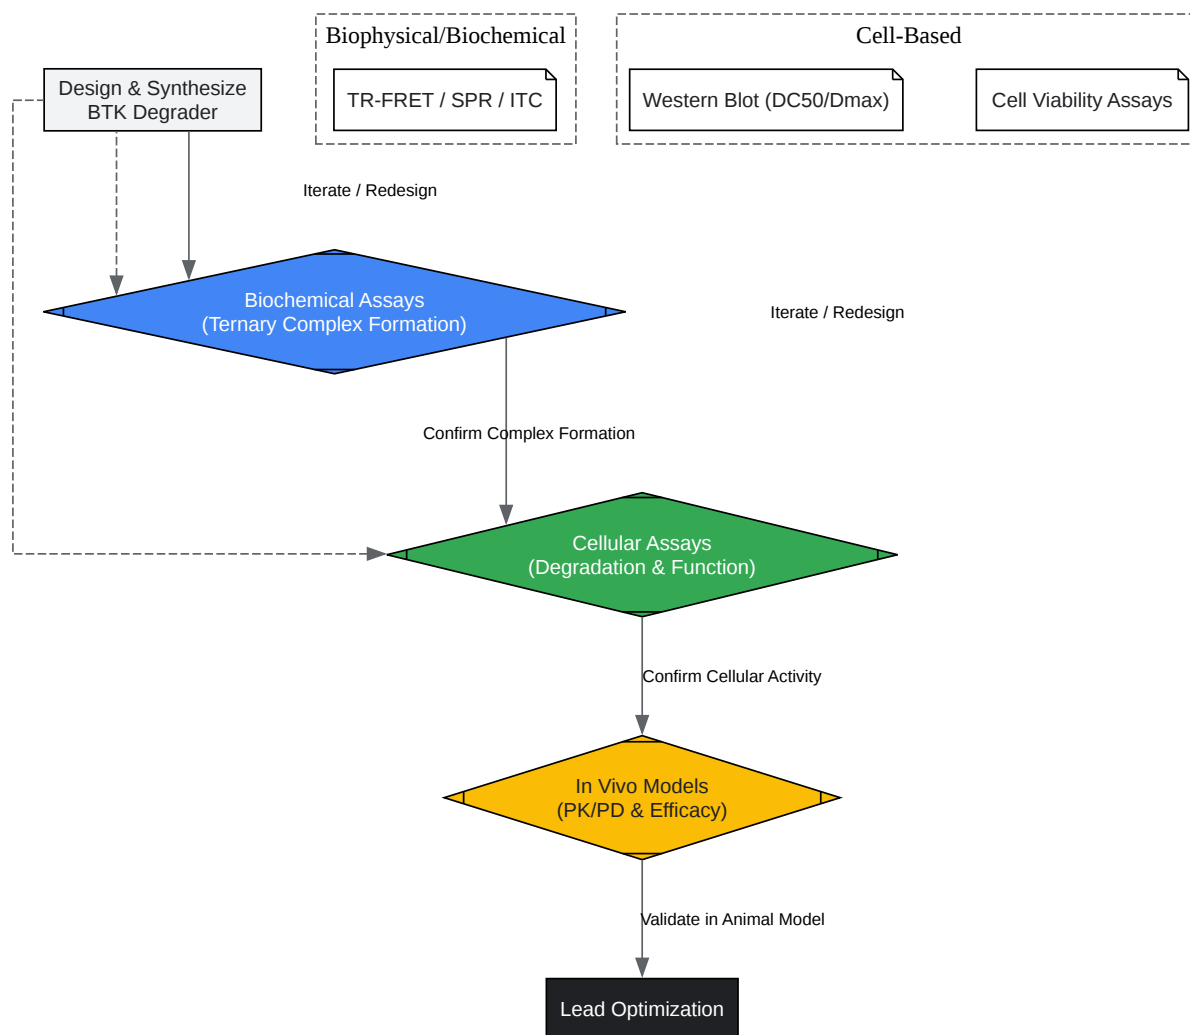 Biophysical/Biochemical
Cell-Based
Design & Synthesize
BTK Degrader
TR-FRET / SPR / ITC
Western Blot (DC50/Dmax)
Cell Viability Assays
Iterate / Redesign
Biochemical Assays
(Ternary Complex Formation)
Iterate / Redesign
Confirm Complex Formation
Cellular Assays
(Degradation & Function)
Confirm Cellular Activity
In Vivo Models
(PK/PD & Efficacy)
Validate in Animal Model
Lead Optimization